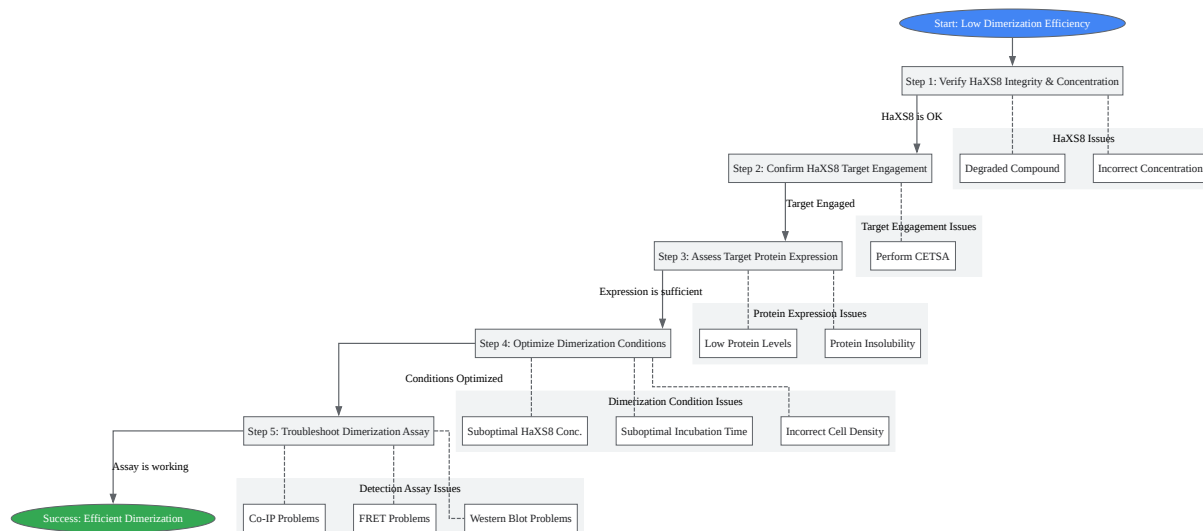 Start: Low Dimerization Efficiency
Step 1: Verify HaXS8 Integrity & Concentration
HaXS8 is OK
HaXS8 Issues
Degraded Compound
Incorrect Concentration
Step 2: Confirm HaXS8 Target Engagement
Target Engaged
Target Engagement Issues
Perform CETSA
Step 3: Assess Target Protein Expression
Expression is sufficient
Protein Expression Issues
Low Protein Levels
Protein Insolubility
Step 4: Optimize Dimerization Conditions
Conditions Optimized
Dimerization Condition Issues
Suboptimal HaXS8 Conc.
Suboptimal Incubation Time
Incorrect Cell Density
Step 5: Troubleshoot Dimerization Assay
Assay is working
Detection Assay Issues
Co-IP Problems
FRET Problems
Western Blot Problems
Success: Efficient Dimerization